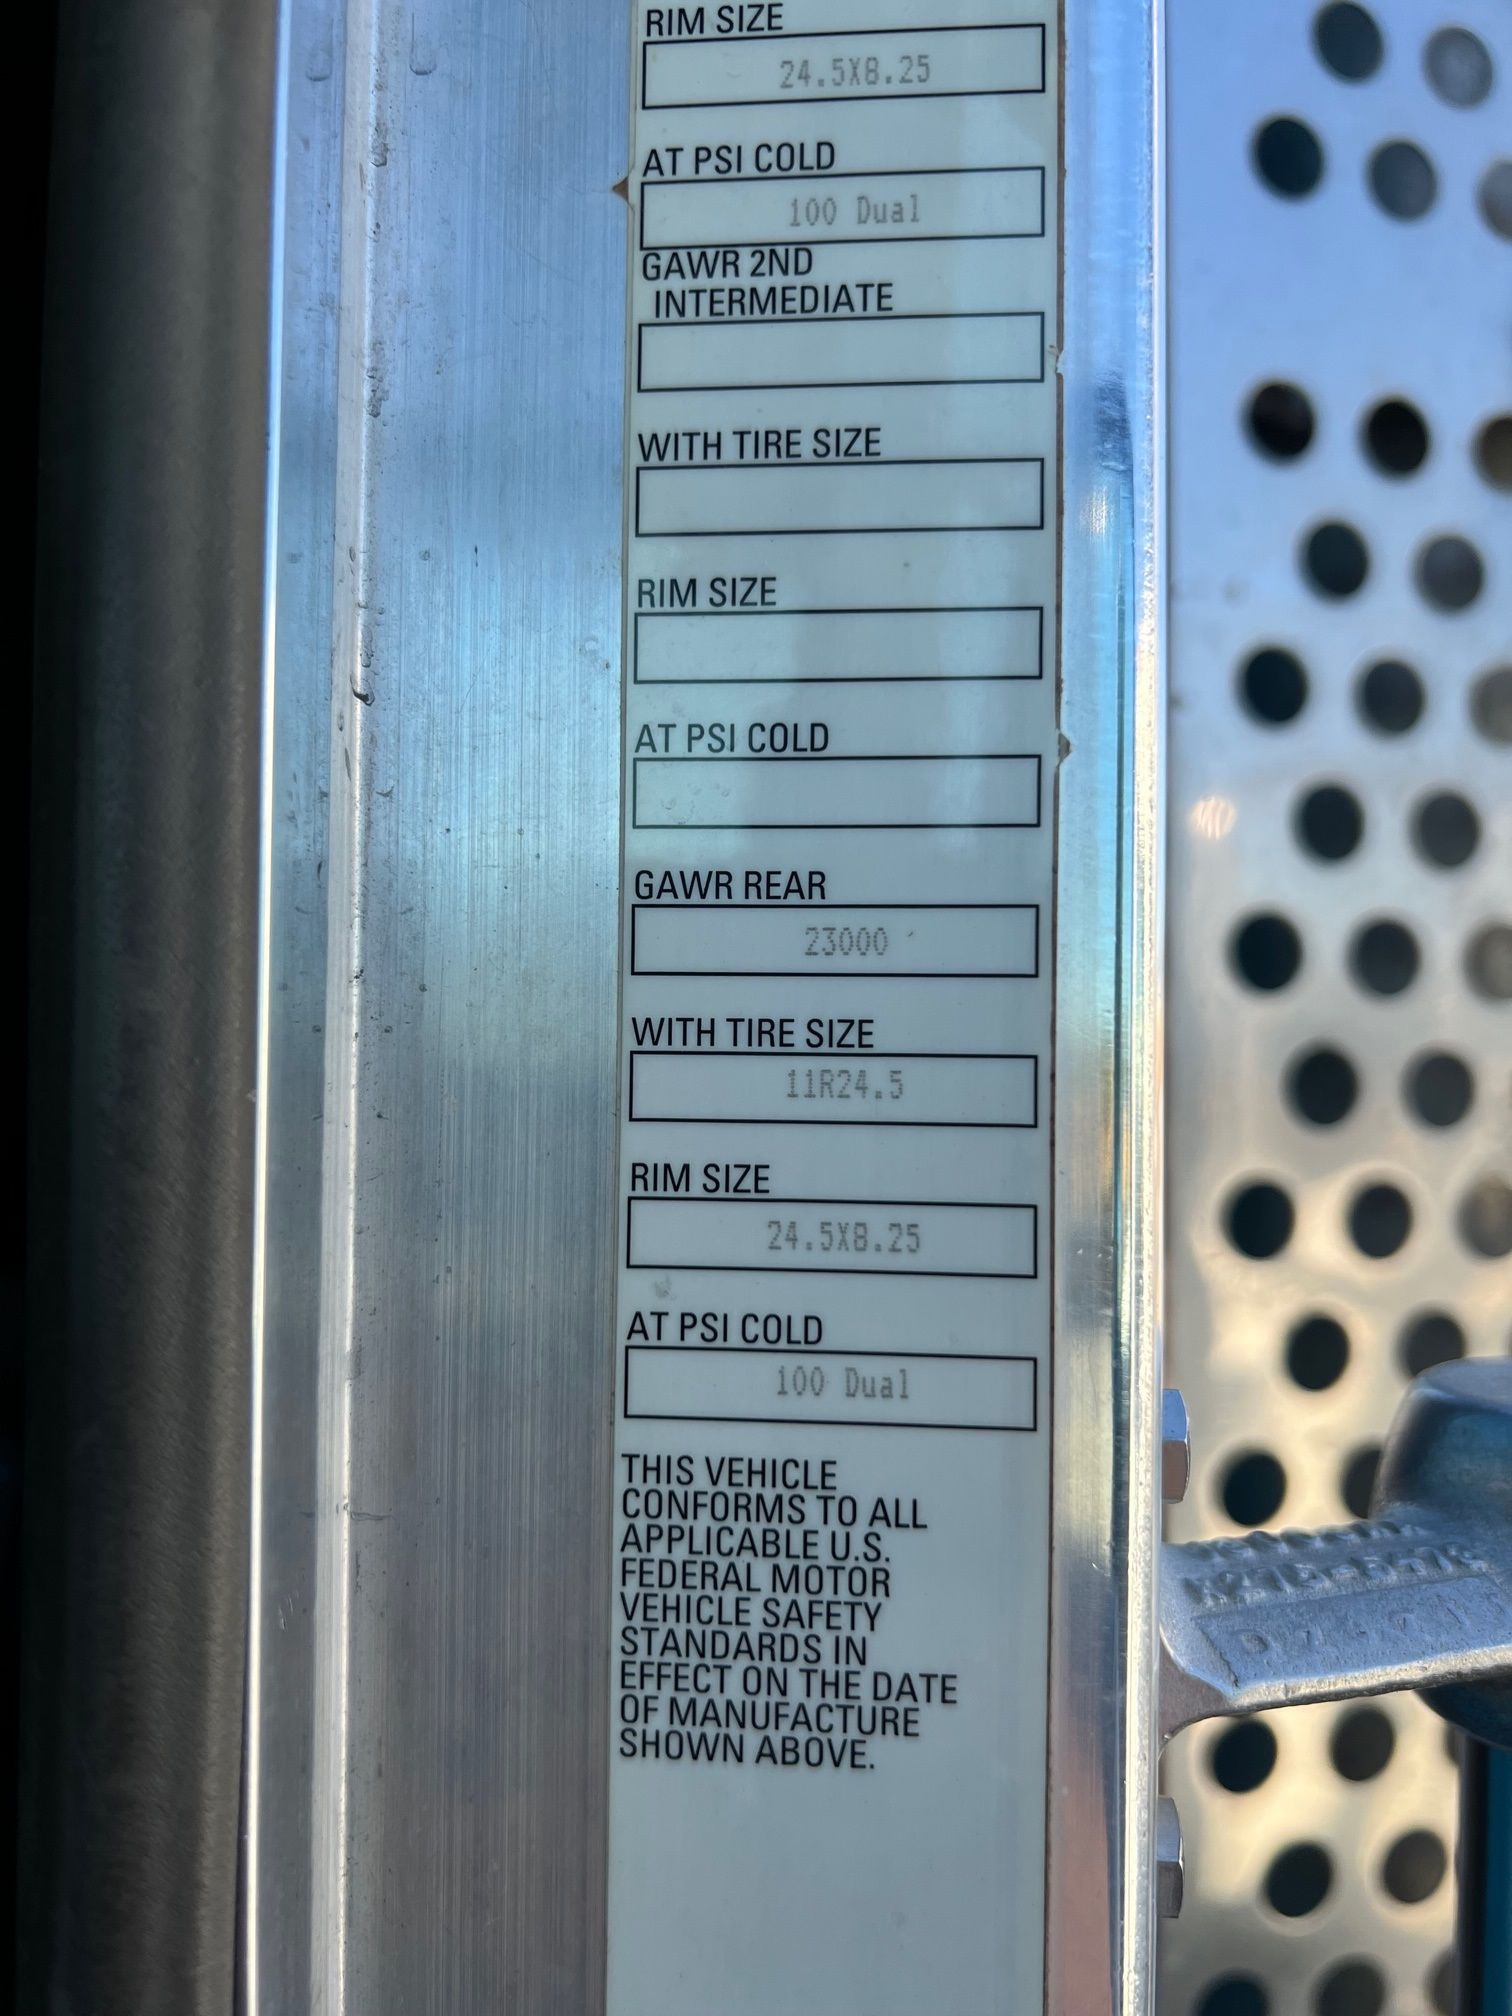 RIM SIZE
24.5X8.25
AT PSI COLD
100 Dual
GAWR 2ND
INTERMEDIATE
WITH TIRE SIZE
RIM SIZE
AT PSI COLD
GAWR REAR
23000
WITH TIRE SIZE
11R24.5
RIM SIZE
24.5X8.25
AT PSI COLD
100 Dual
THIS VEHICLE
CONFORMS TO ALL
APPLICABLE U.S.
FEDERAL MOTOR
VEHICLE SAFETY
STANDARDS IN
EFFECT ON THE DATE
OF MANUFACTURE
SHOWN ABOVE.